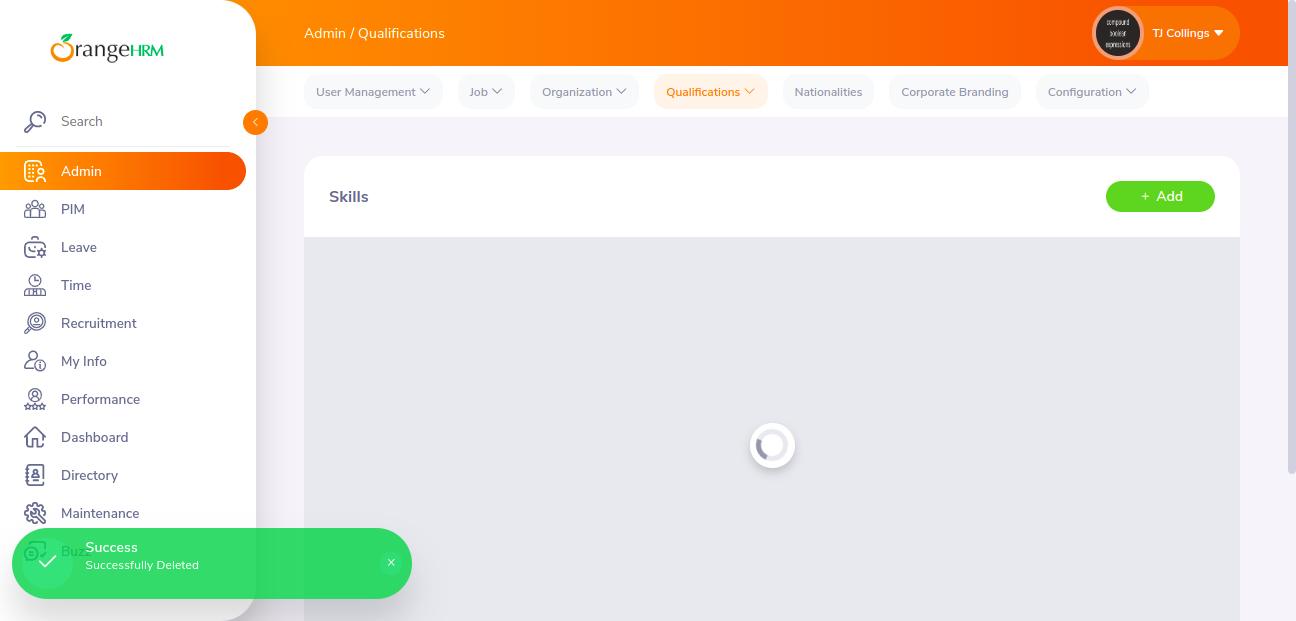 OrangeHRM
Admin / Qualifications
compound
boolean
expressions
TJ Collings
User Management
Job
Organization
Qualifications
Nationalities
Corporate Branding
Configuration
Search
Admin
PIM
Leave
Time
Recruitment
My Info
Performance
Dashboard
Directory
Maintenance
Buzz
Skills
+ Add
Success
Successfully Deleted